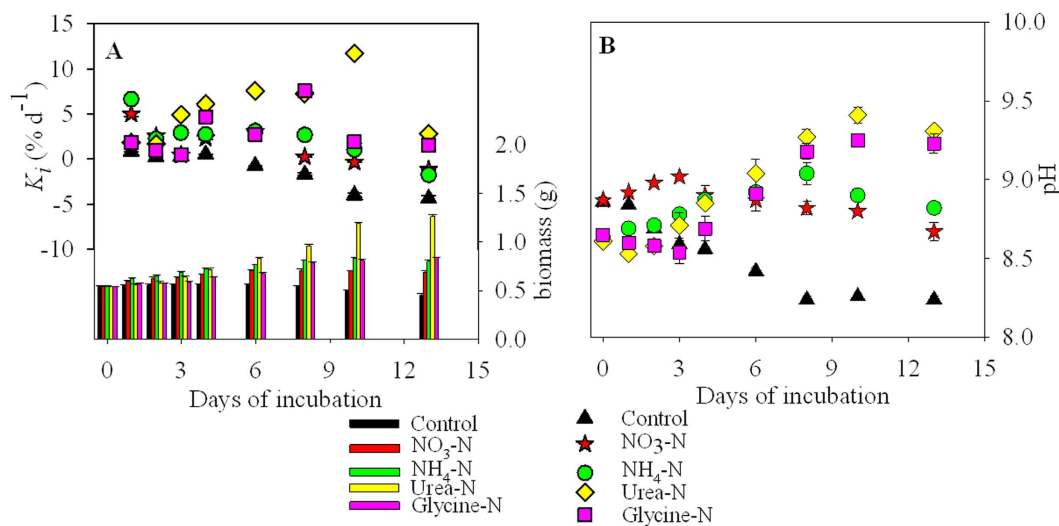 A
15
10
5
0
-5
-10
K_i (% d⁻¹)
2.0
1.5
1.0
0.5
0.0
biomass (g)
0 3 6 9 12 15
Days of incubation
B
10.0
9.5
9.0
8.5
8.0
pH
0 3 6 9 12 15
Days of incubation
Control
NO₃-N
NH₄-N
Urea-N
Glycine-N
Control
NO₃-N
NH₄-N
Urea-N
Glycine-N